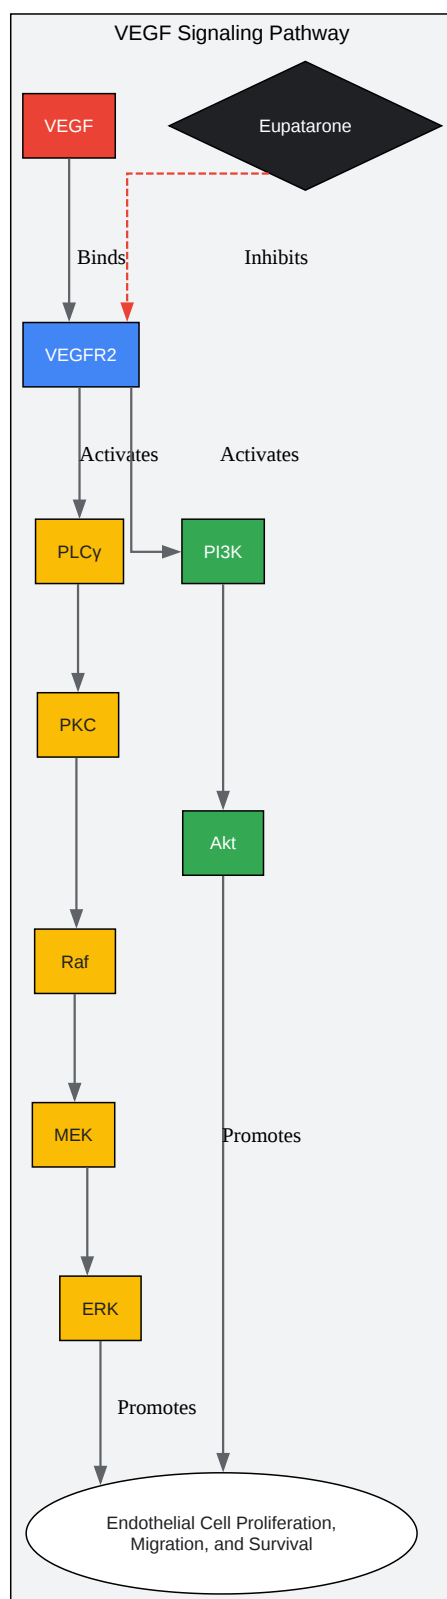 VEGF Signaling Pathway
VEGF
Eupatarone
Binds
Inhibits
VEGFR2
Activates
Activates
PLCγ
PI3K
PKC
Akt
Raf
MEK
Promotes
ERK
Promotes
Endothelial Cell Proliferation,
Migration, and Survival